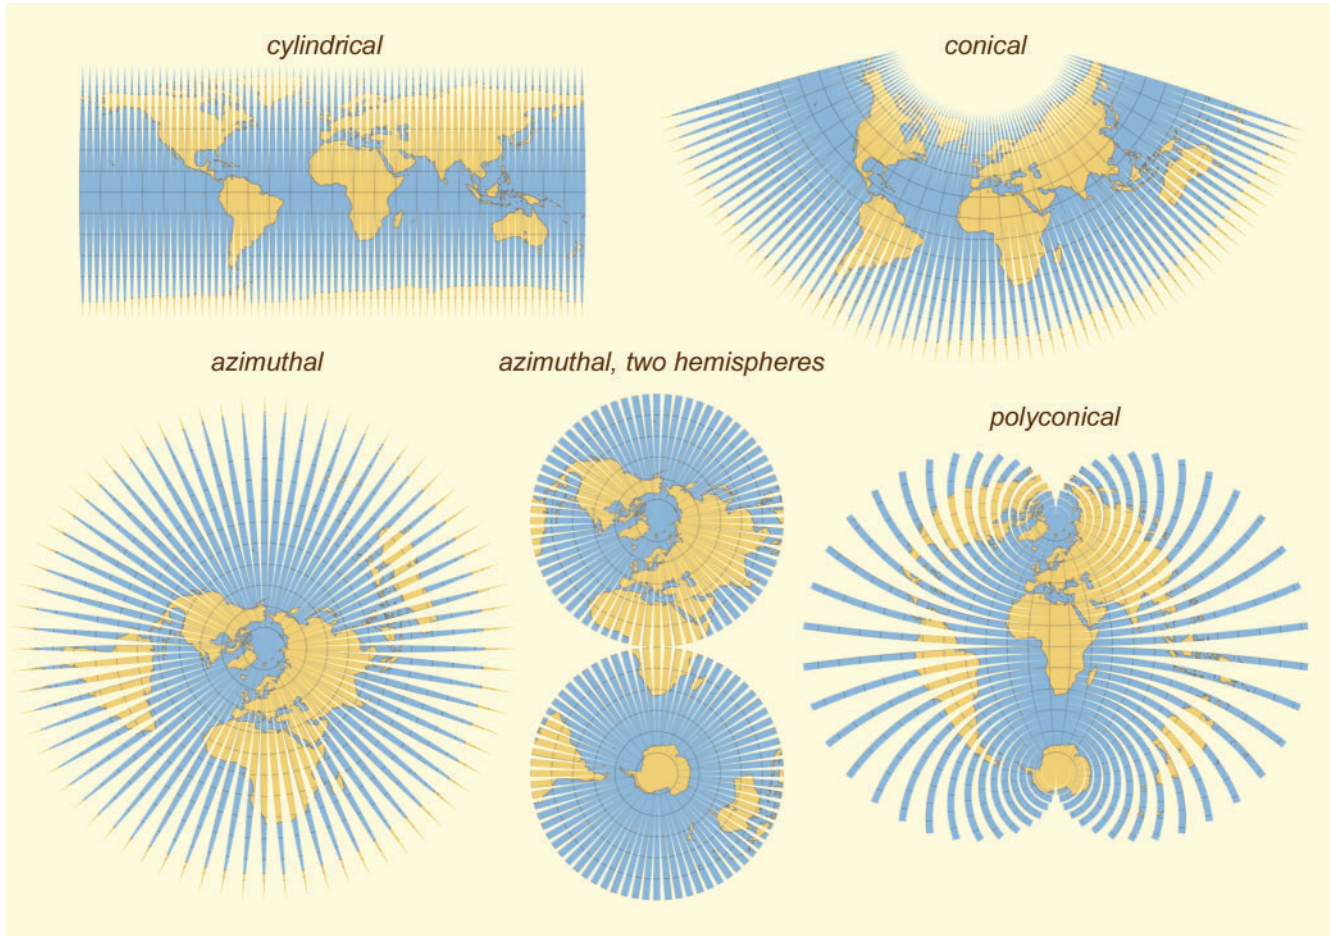 cylindrical
conical
azimuthal
azimuthal, two hemispheres
polyconical